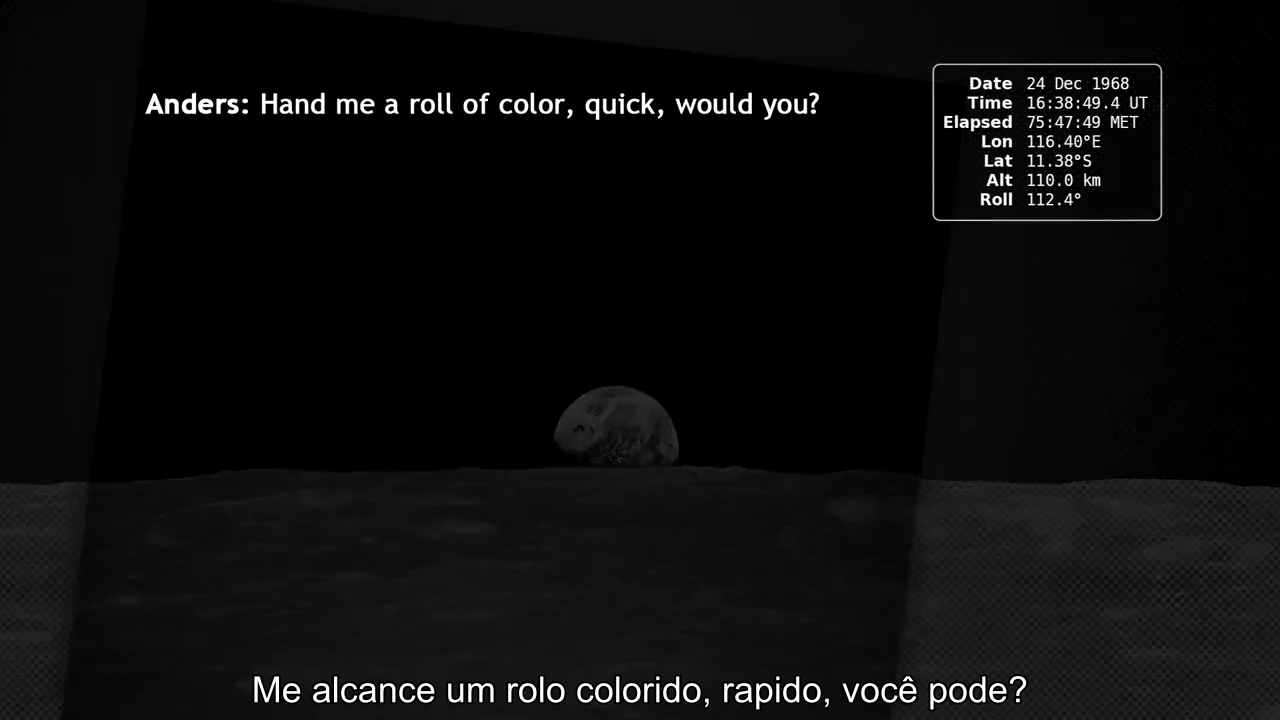 Anders: Hand me a roll of color, quick, would you?
Date 24 Dec 1968
Time 16:38:49.4 UT
Elapsed 75:47:49 MET
Lon 116.40°E
Lat 11.38°S
Alt 110.0 km
Roll 112.4°
Me alcance um rolo colorido, rapido, você pode?